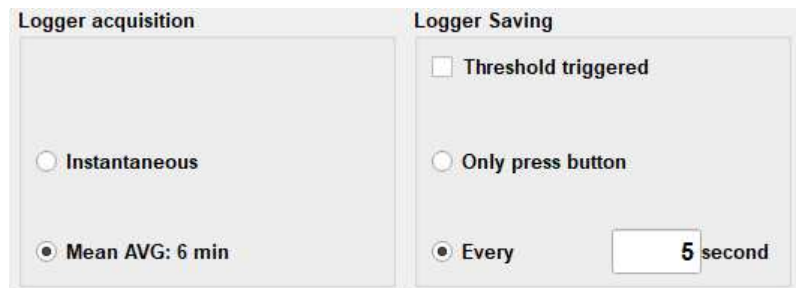 Logger acquisition
Instantaneous
Mean AVG: 6 min
Logger Saving
Threshold triggered
Only press button
Every 5 second